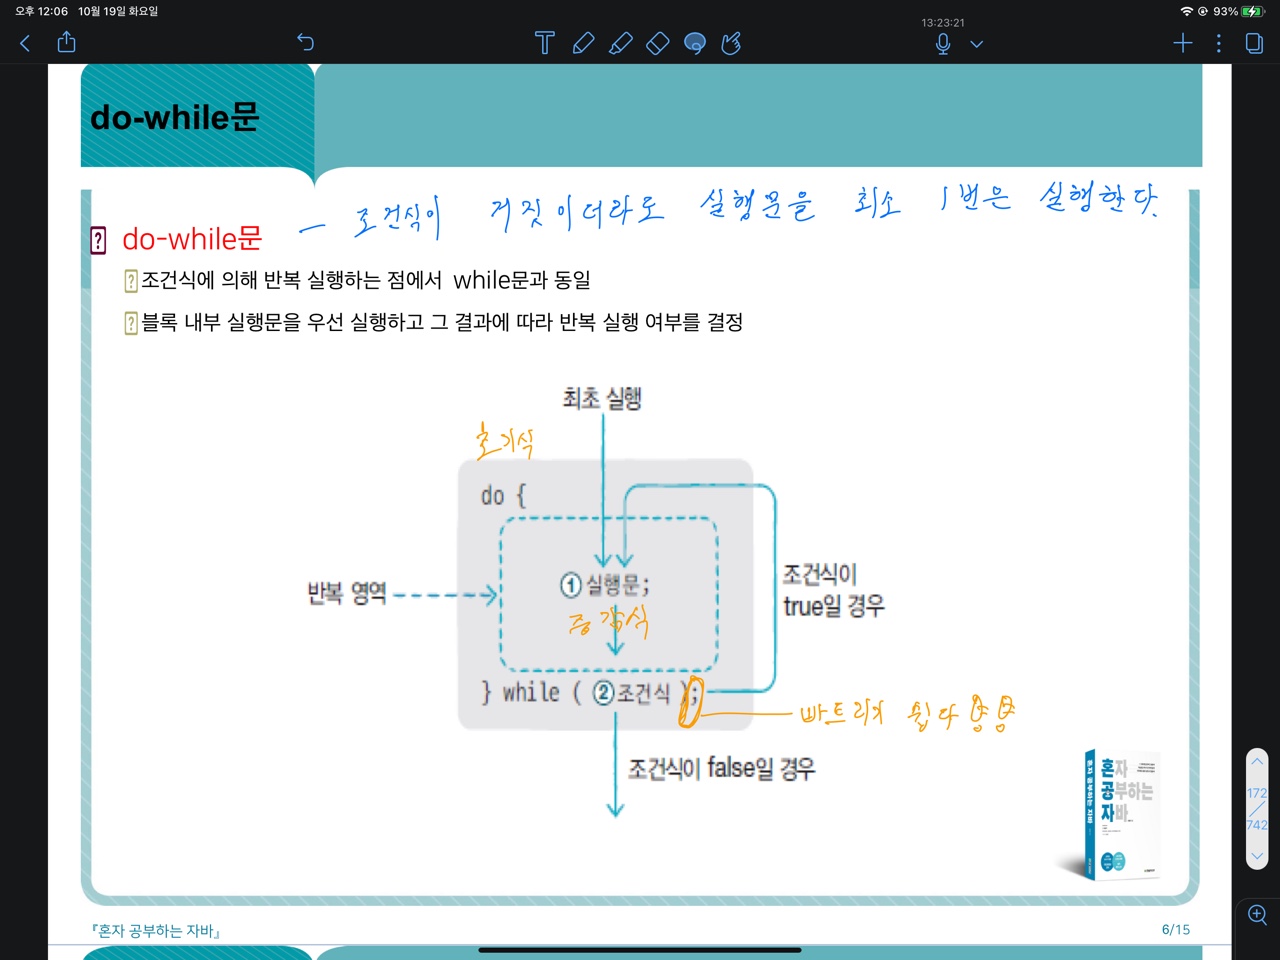 오후 12:06 10월 19일 화요일
93%
13:23:21
do-while문
— 조건식이 거짓이더라도 실행문을 최소 1번은 실행한다.
do-while문
조건식에 의해 반복 실행하는 점에서 while문과 동일
블록 내부 실행문을 우선 실행하고 그 결과에 따라 반복 실행 여부를 결정
최초 실행
초기식
do {
조건식이
true일 경우
반복 영역
① 실행문;
증감식
} while ( ② 조건식 );
빠트리기 쉽다
조건식이 false일 경우
혼자
공부하는
자바
혼자 공부하는 자바
172
742
『혼자 공부하는 자바』
6/15